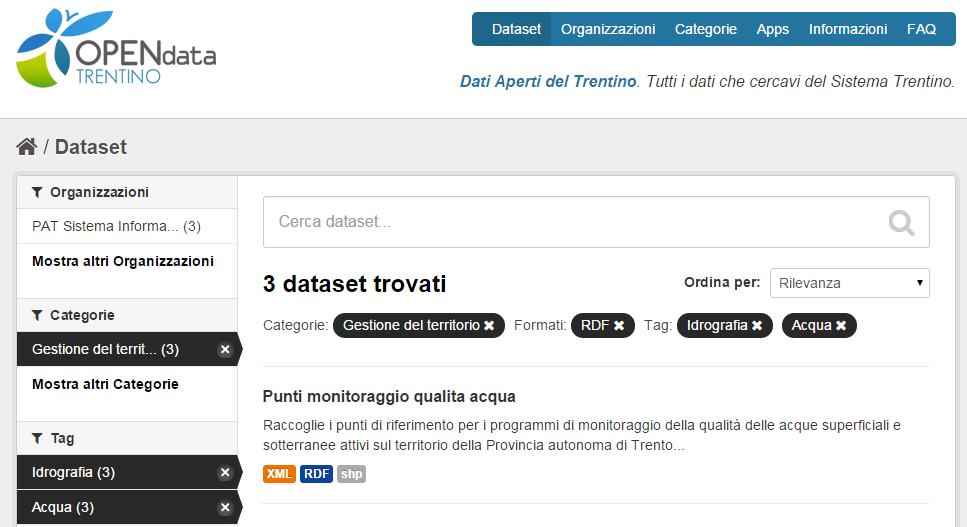 OPENdata
TRENTINO
Dataset Organizzazioni Categorie Apps Informazioni FAQ
Dati Aperti del Trentino. Tutti i dati che cercavi del Sistema Trentino.
/ Dataset
Organizzazioni
PAT Sistema Informa... (3)
Mostra altri Organizzazioni
Categorie
Gestione del territ... (3)
Mostra altri Categorie
Tag
Idrografia (3)
Acqua (3)
Cerca dataset...
3 dataset trovati
Ordina per: Rilevanza
Categorie: Gestione del territorio Formati: RDF Tag: Idrografia Acqua
Punti monitoraggio qualita acqua
Raccoglie i punti di riferimento per i programmi di monitoraggio della qualità delle acque superficiali e
sotterranee attivi sul territorio della Provincia autonoma di Trento...
XML RDF shp